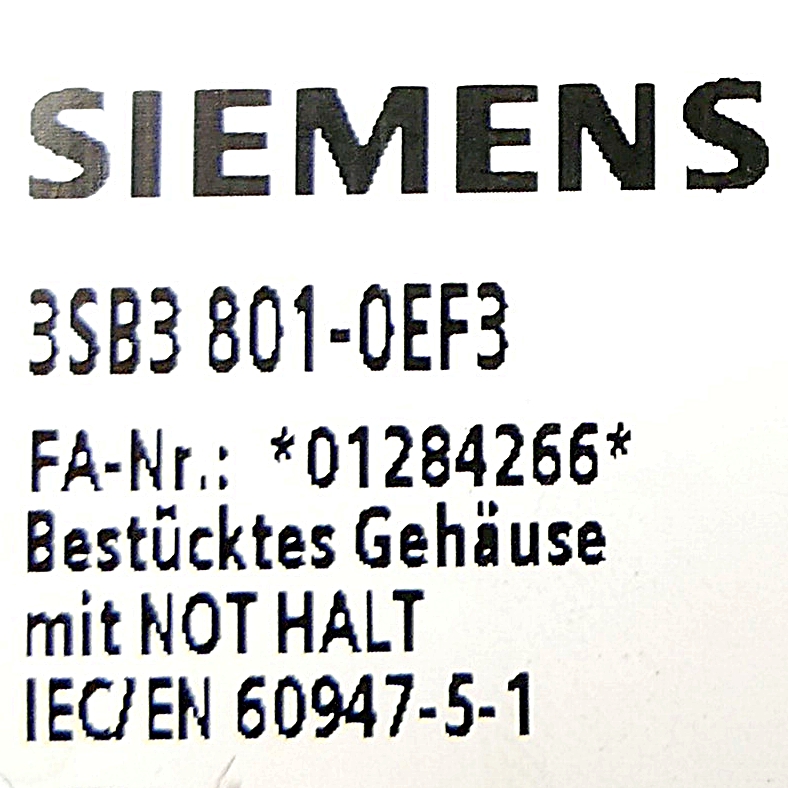 SIEMENS
3SB3 801-0EF3
FA-Nr.: *01284266*
Bestücktes Gehäuse
mit NOT HALT
IEC/EN 60947-5-1